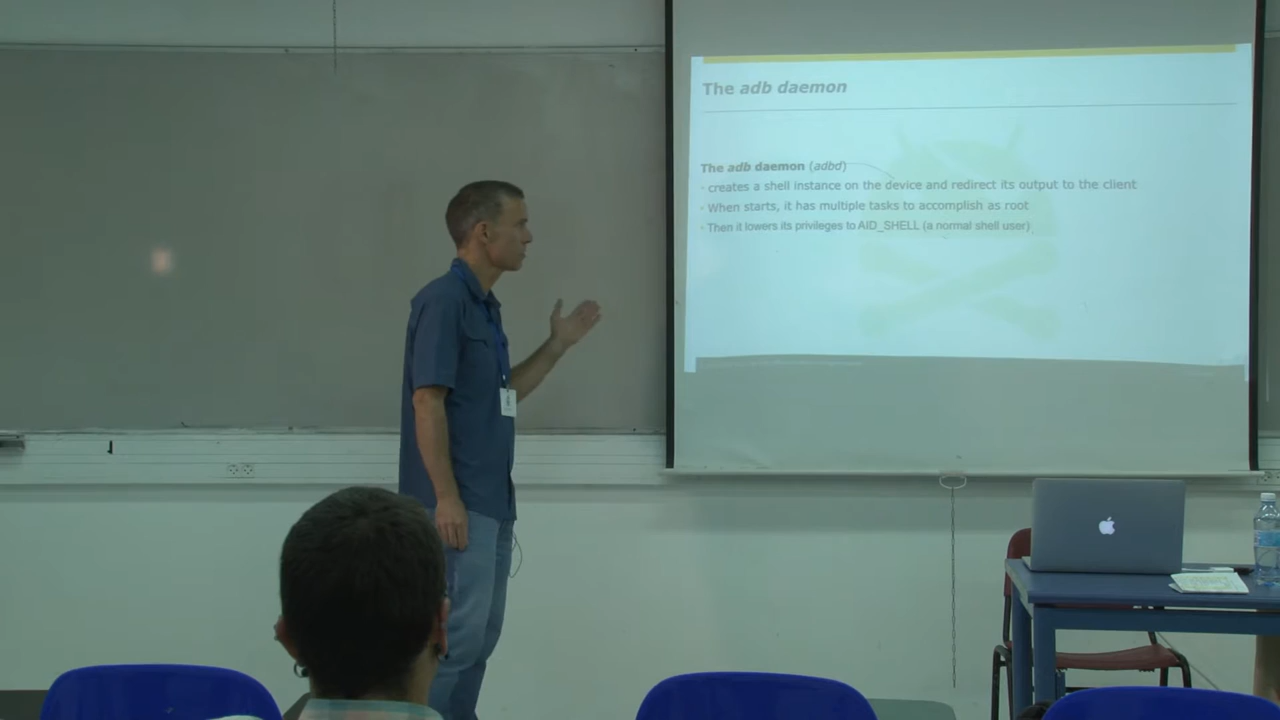 The adb daemon
The adb daemon (adbd)
· creates a shell instance on the device and redirect its output to the client
· When starts, it has multiple tasks to accomplish as root
· Then it lowers its privileges to AID_SHELL (a normal shell user)